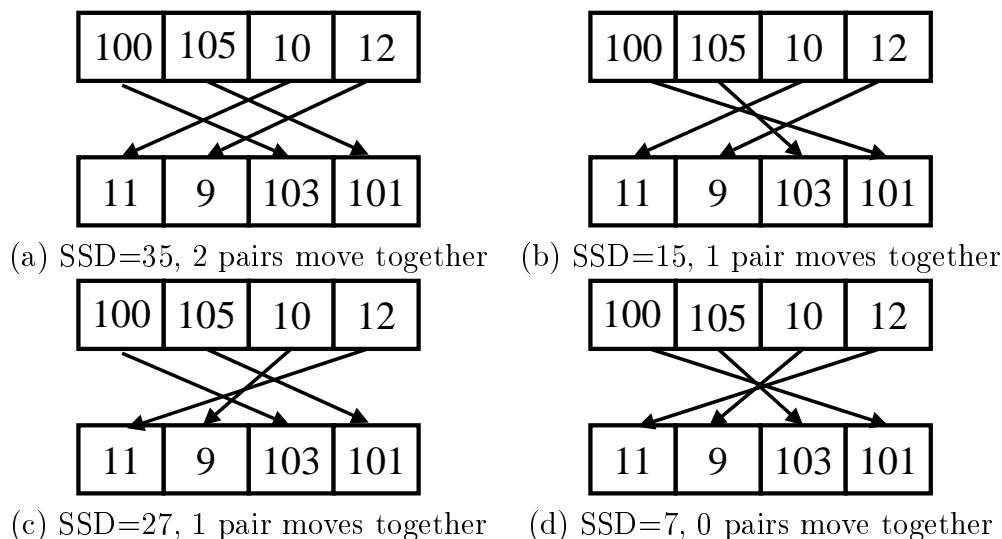 100 105 10 12
11 9 103 101
(a) SSD=35, 2 pairs move together
100 105 10 12
11 9 103 101
(b) SSD=15, 1 pair moves together
100 105 10 12
11 9 103 101
(c) SSD=27, 1 pair moves together
100 105 10 12
11 9 103 101
(d) SSD=7, 0 pairs move together